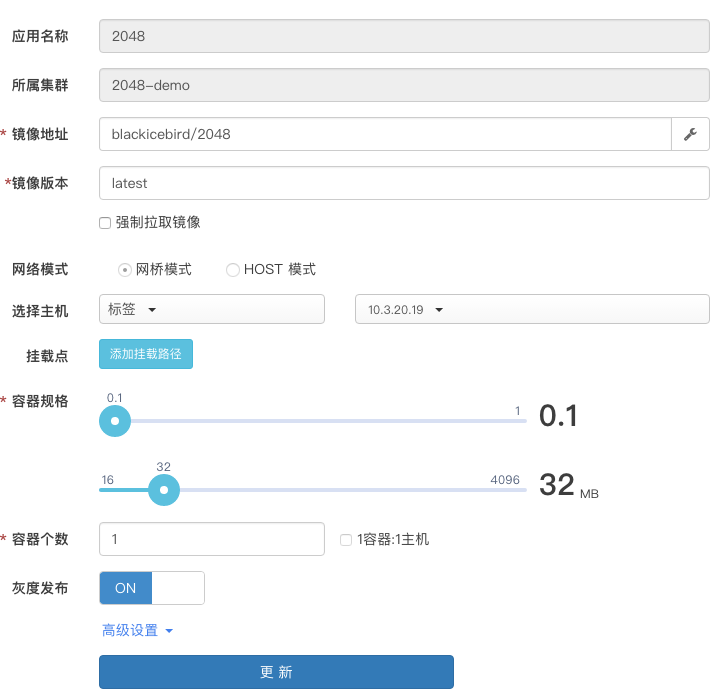 应用名称 2048
所属集群 2048-demo
* 镜像地址 blackicebird/2048
*镜像版本 latest
强制拉取镜像
网络模式 网桥模式 HOST 模式
选择主机 标签 10.3.20.19
挂载点 添加挂载路径
* 容器规格 0.1 1 0.1
16 32 4096 32 MB
* 容器个数 1 1容器:1主机
灰度发布 ON
高级设置
更 新